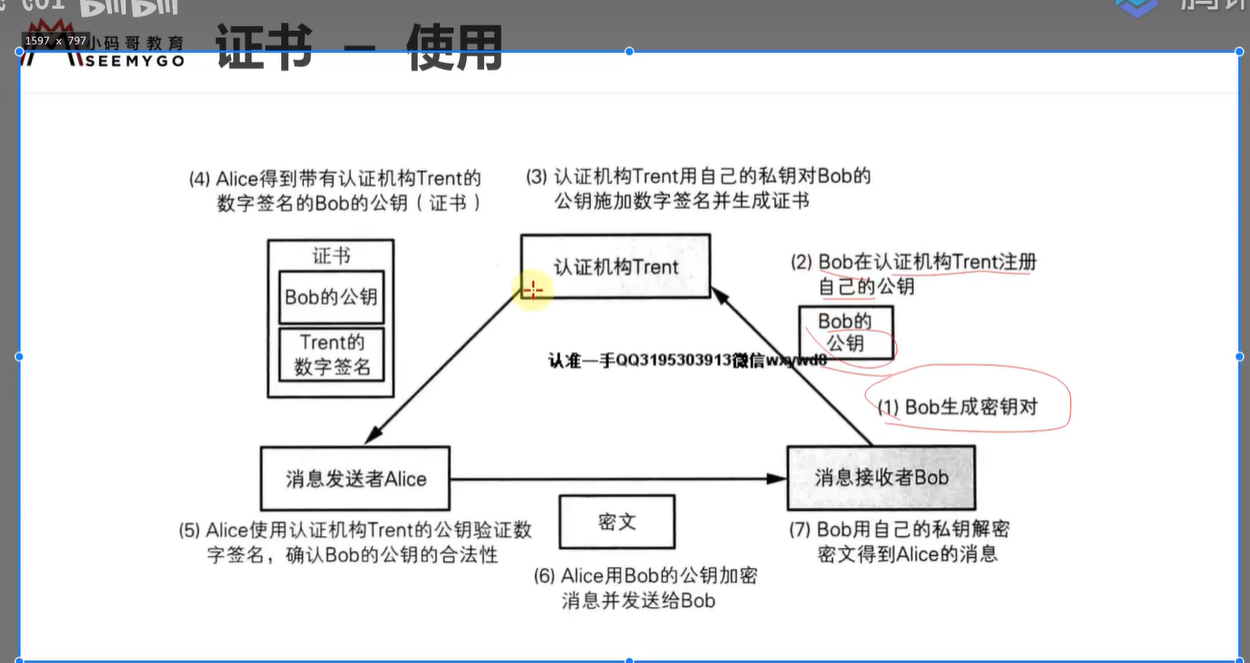 bilibili
1597 x 797
小码哥教育
SEEMYGO
证书 – 使用
(4) Alice得到带有认证机构Trent的
数字签名的Bob的公钥（证书）
(3) 认证机构Trent用自己的私钥对Bob的
公钥施加数字签名并生成证书
证书
Bob的公钥
Trent的
数字签名
认证机构Trent
(2) Bob在认证机构Trent注册
自己的公钥
Bob的
公钥
认准一手QQ3195303913微信wxywd8
(1) Bob生成密钥对
消息发送者Alice
消息接收者Bob
密文
(5) Alice使用认证机构Trent的公钥验证数
字签名，确认Bob的公钥的合法性
(6) Alice用Bob的公钥加密
消息并发送给Bob
(7) Bob用自己的私钥解密
密文得到Alice的消息